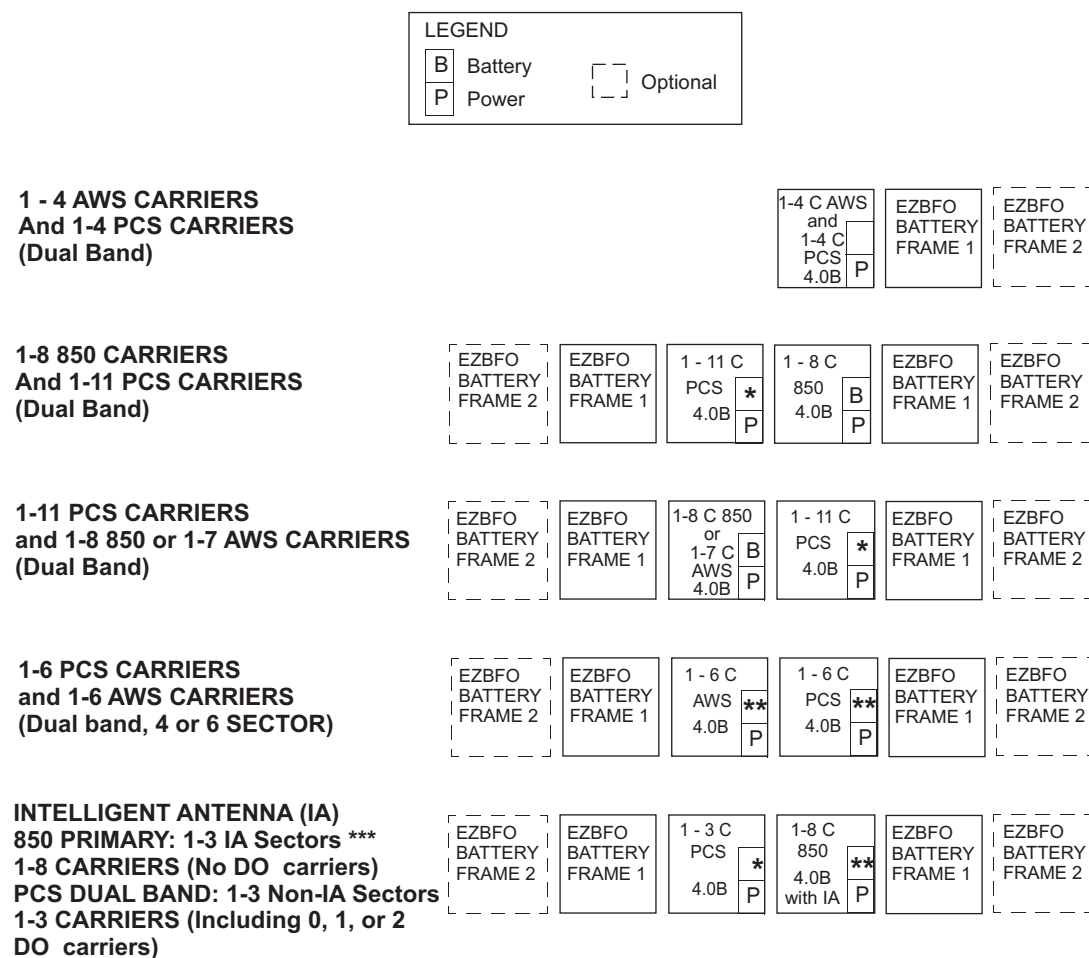 LEGEND
B Battery
P Power
Optional
1 - 4 AWS CARRIERS
And 1-4 PCS CARRIERS
(Dual Band)
1-4 C AWS
and
1-4 C
PCS
4.0B P
EZBFO
BATTERY
FRAME 1
EZBFO
BATTERY
FRAME 2
1-8 850 CARRIERS
And 1-11 PCS CARRIERS
(Dual Band)
EZBFO
BATTERY
FRAME 2
EZBFO
BATTERY
FRAME 1
1 - 11 C
PCS *
4.0B P
1 - 8 C
850 B
4.0B P
EZBFO
BATTERY
FRAME 1
EZBFO
BATTERY
FRAME 2
1-11 PCS CARRIERS
and 1-8 850 or 1-7 AWS CARRIERS
(Dual Band)
EZBFO
BATTERY
FRAME 2
EZBFO
BATTERY
FRAME 1
1-8 C 850
or
1-7 C B
AWS
4.0B P
1 - 11 C
PCS *
4.0B P
EZBFO
BATTERY
FRAME 1
EZBFO
BATTERY
FRAME 2
1-6 PCS CARRIERS
and 1-6 AWS CARRIERS
(Dual band, 4 or 6 SECTOR)
EZBFO
BATTERY
FRAME 2
EZBFO
BATTERY
FRAME 1
1 - 6 C
AWS **
4.0B P
1 - 6 C
PCS **
4.0B P
EZBFO
BATTERY
FRAME 1
EZBFO
BATTERY
FRAME 2
INTELLIGENT ANTENNA (IA)
850 PRIMARY: 1-3 IA Sectors ***
1-8 CARRIERS (No DO carriers)
PCS DUAL BAND: 1-3 Non-IA Sectors
1-3 CARRIERS (Including 0, 1, or 2
DO carriers)
EZBFO
BATTERY
FRAME 2
EZBFO
BATTERY
FRAME 1
1 - 3 C
PCS *
4.0B P
1-8 C
850 **
4.0B
with IA P
EZBFO
BATTERY
FRAME 1
EZBFO
BATTERY
FRAME 2